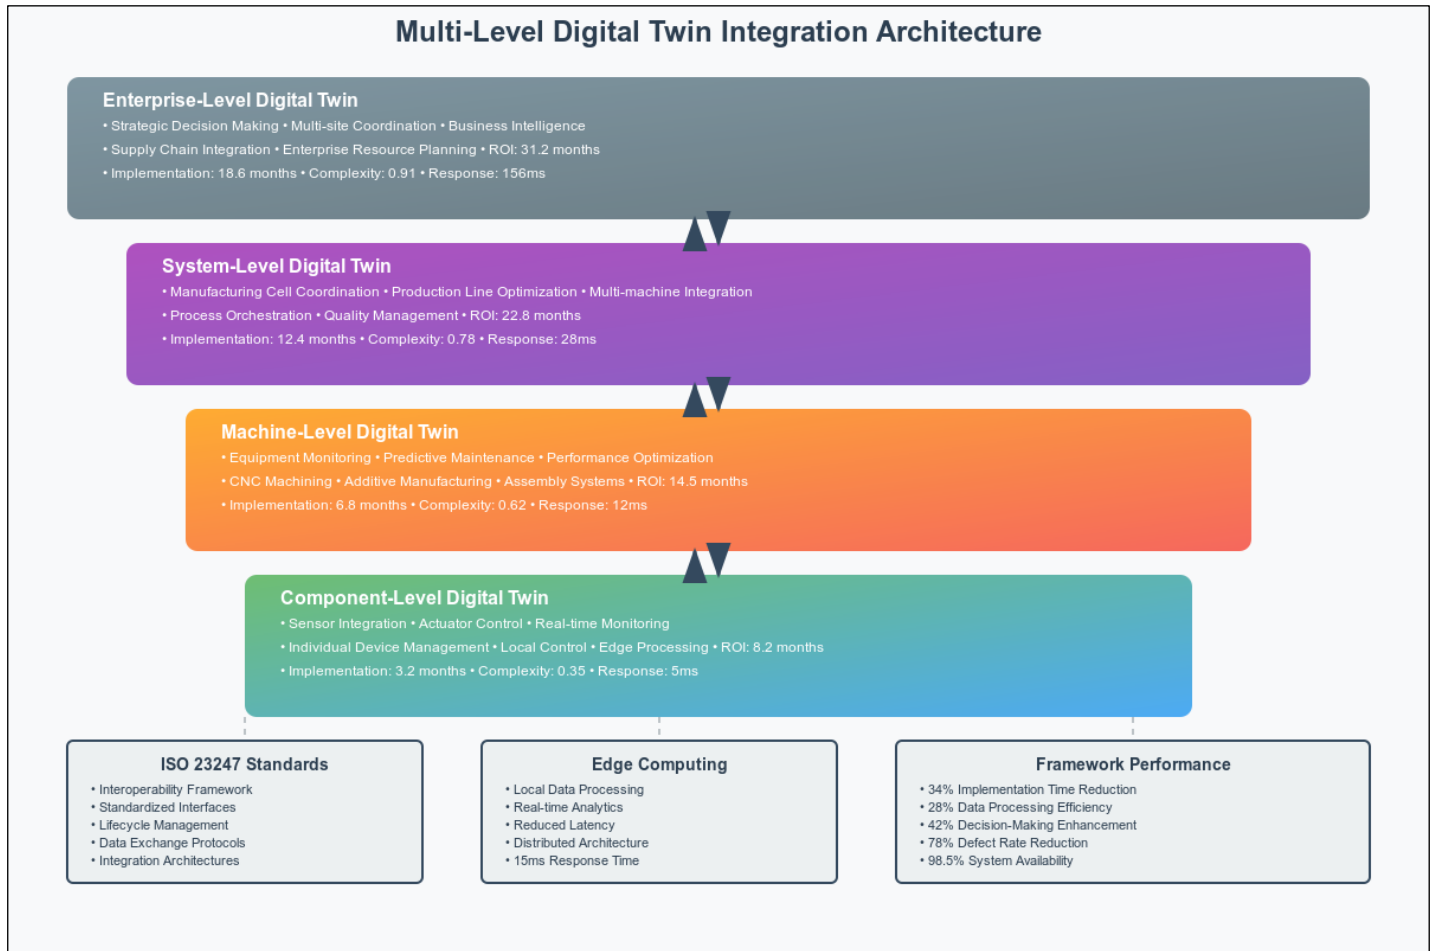 Multi-Level Digital Twin Integration Architecture
Enterprise-Level Digital Twin
• Strategic Decision Making • Multi-site Coordination • Business Intelligence
• Supply Chain Integration • Enterprise Resource Planning • ROI: 31.2 months
• Implementation: 18.6 months • Complexity: 0.91 • Response: 156ms
System-Level Digital Twin
• Manufacturing Cell Coordination • Production Line Optimization • Multi-machine Integration
• Process Orchestration • Quality Management • ROI: 22.8 months
• Implementation: 12.4 months • Complexity: 0.78 • Response: 28ms
Machine-Level Digital Twin
• Equipment Monitoring • Predictive Maintenance • Performance Optimization
• CNC Machining • Additive Manufacturing • Assembly Systems • ROI: 14.5 months
• Implementation: 6.8 months • Complexity: 0.62 • Response: 12ms
Component-Level Digital Twin
• Sensor Integration • Actuator Control • Real-time Monitoring
• Individual Device Management • Local Control • Edge Processing • ROI: 8.2 months
• Implementation: 3.2 months • Complexity: 0.35 • Response: 5ms
ISO 23247 Standards
• Interoperability Framework
• Standardized Interfaces
• Lifecycle Management
• Data Exchange Protocols
• Integration Architectures
Edge Computing
• Local Data Processing
• Real-time Analytics
• Reduced Latency
• Distributed Architecture
• 15ms Response Time
Framework Performance
• 34% Implementation Time Reduction
• 28% Data Processing Efficiency
• 42% Decision-Making Enhancement
• 78% Defect Rate Reduction
• 98.5% System Availability